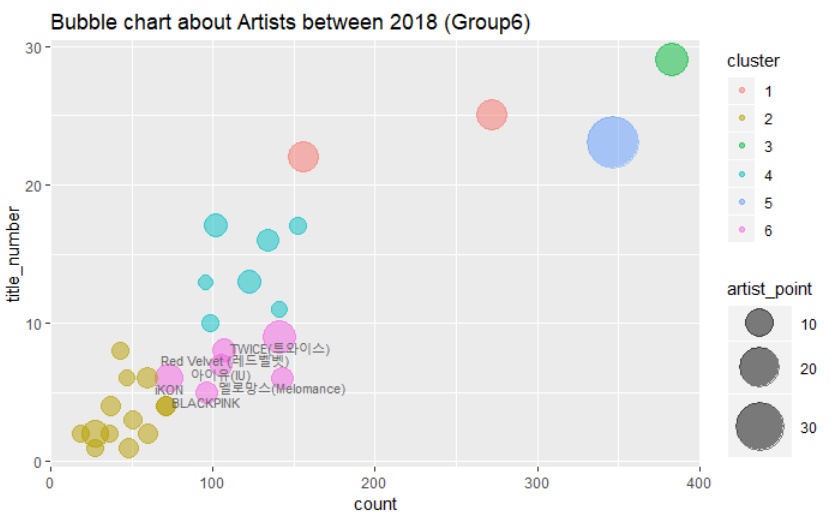 Bubble chart about Artists between 2018 (Group6)
30
20
10
0
title_number
0
100
200
300
400
count
TWICE(트와이스)
Red Velvet (레드벨벳)
아이유(IU)
멜로망스(Melomance)
iKON
BLACKPINK
cluster
1
2
3
4
5
6
artist_point
10
20
30